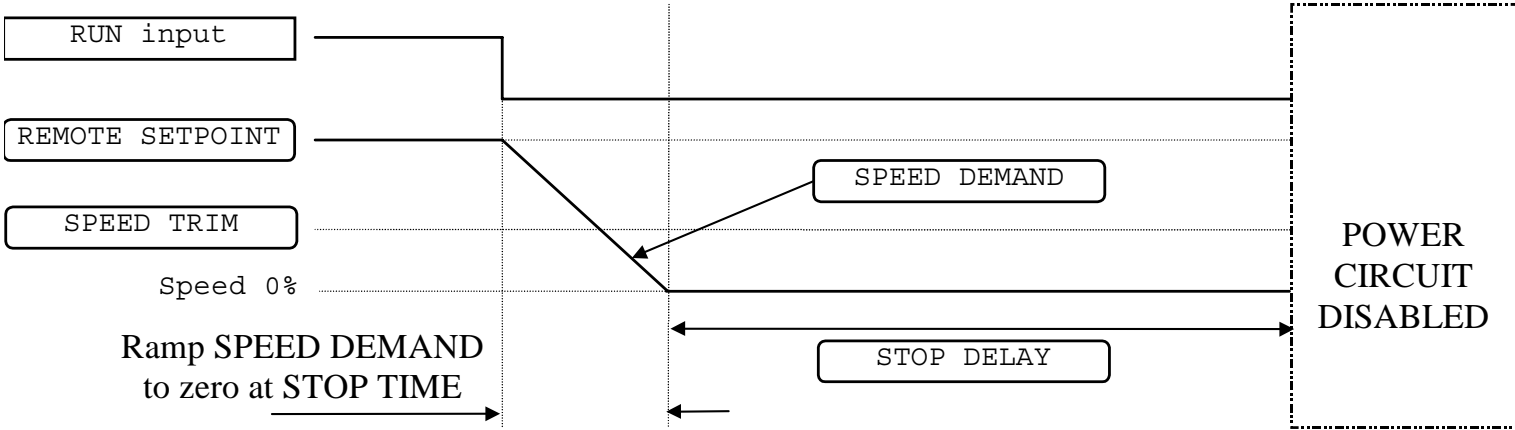 RUN input
REMOTE SETPOINT
SPEED DEMAND
SPEED TRIM
POWER
CIRCUIT
DISABLED
Speed 0%
Ramp SPEED DEMAND
to zero at STOP TIME
STOP DELAY